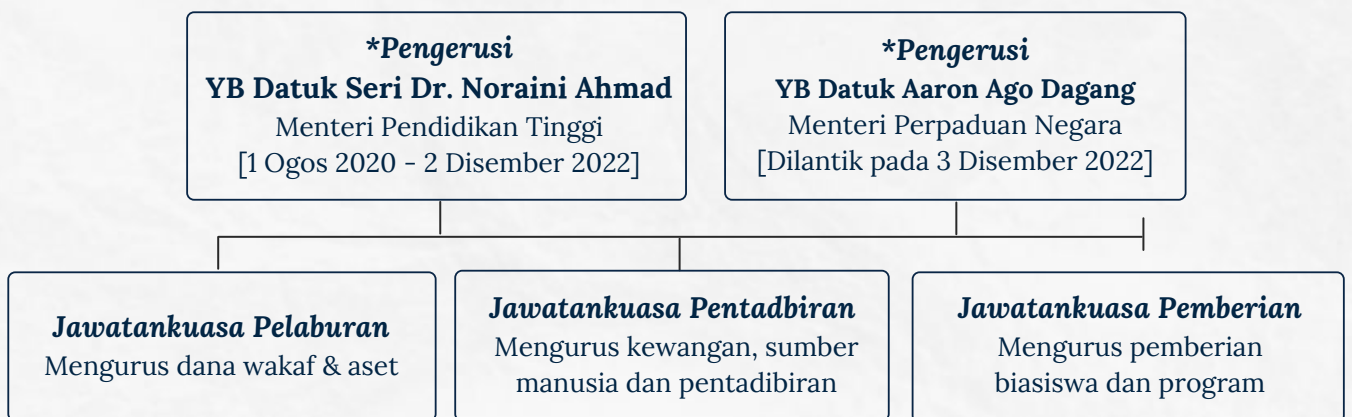 *Pengerusi
YB Datuk Seri Dr. Noraini Ahmad
Menteri Pendidikan Tinggi
[1 Ogos 2020 - 2 Disember 2022]
*Pengerusi
YB Datuk Aaron Ago Dagang
Menteri Perpaduan Negara
[Dilantik pada 3 Disember 2022]
Jawatankuasa Pelaburan
Mengurus dana wakaf & aset
Jawatankuasa Pentadbiran
Mengurus kewangan, sumber
manusia dan pentadibiran
Jawatankuasa Pemberian
Mengurus pemberian
biasiswa dan program